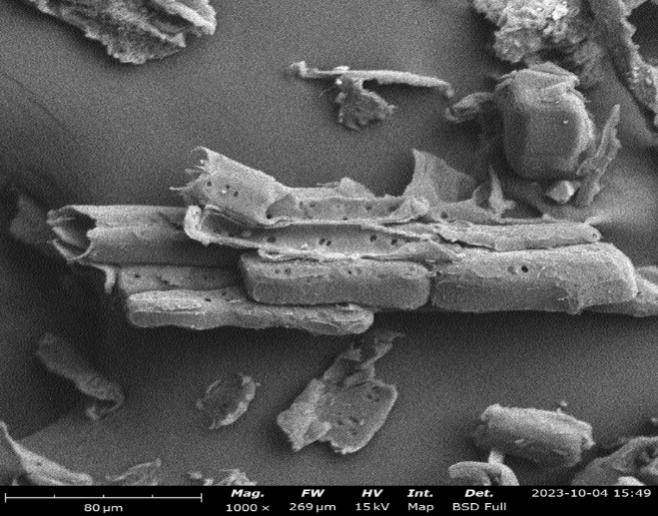 80 µm
Mag. FW HV Int. Det. 2023-10-04 15:49
1000 × 269 µm 15 kV Map BSD Full